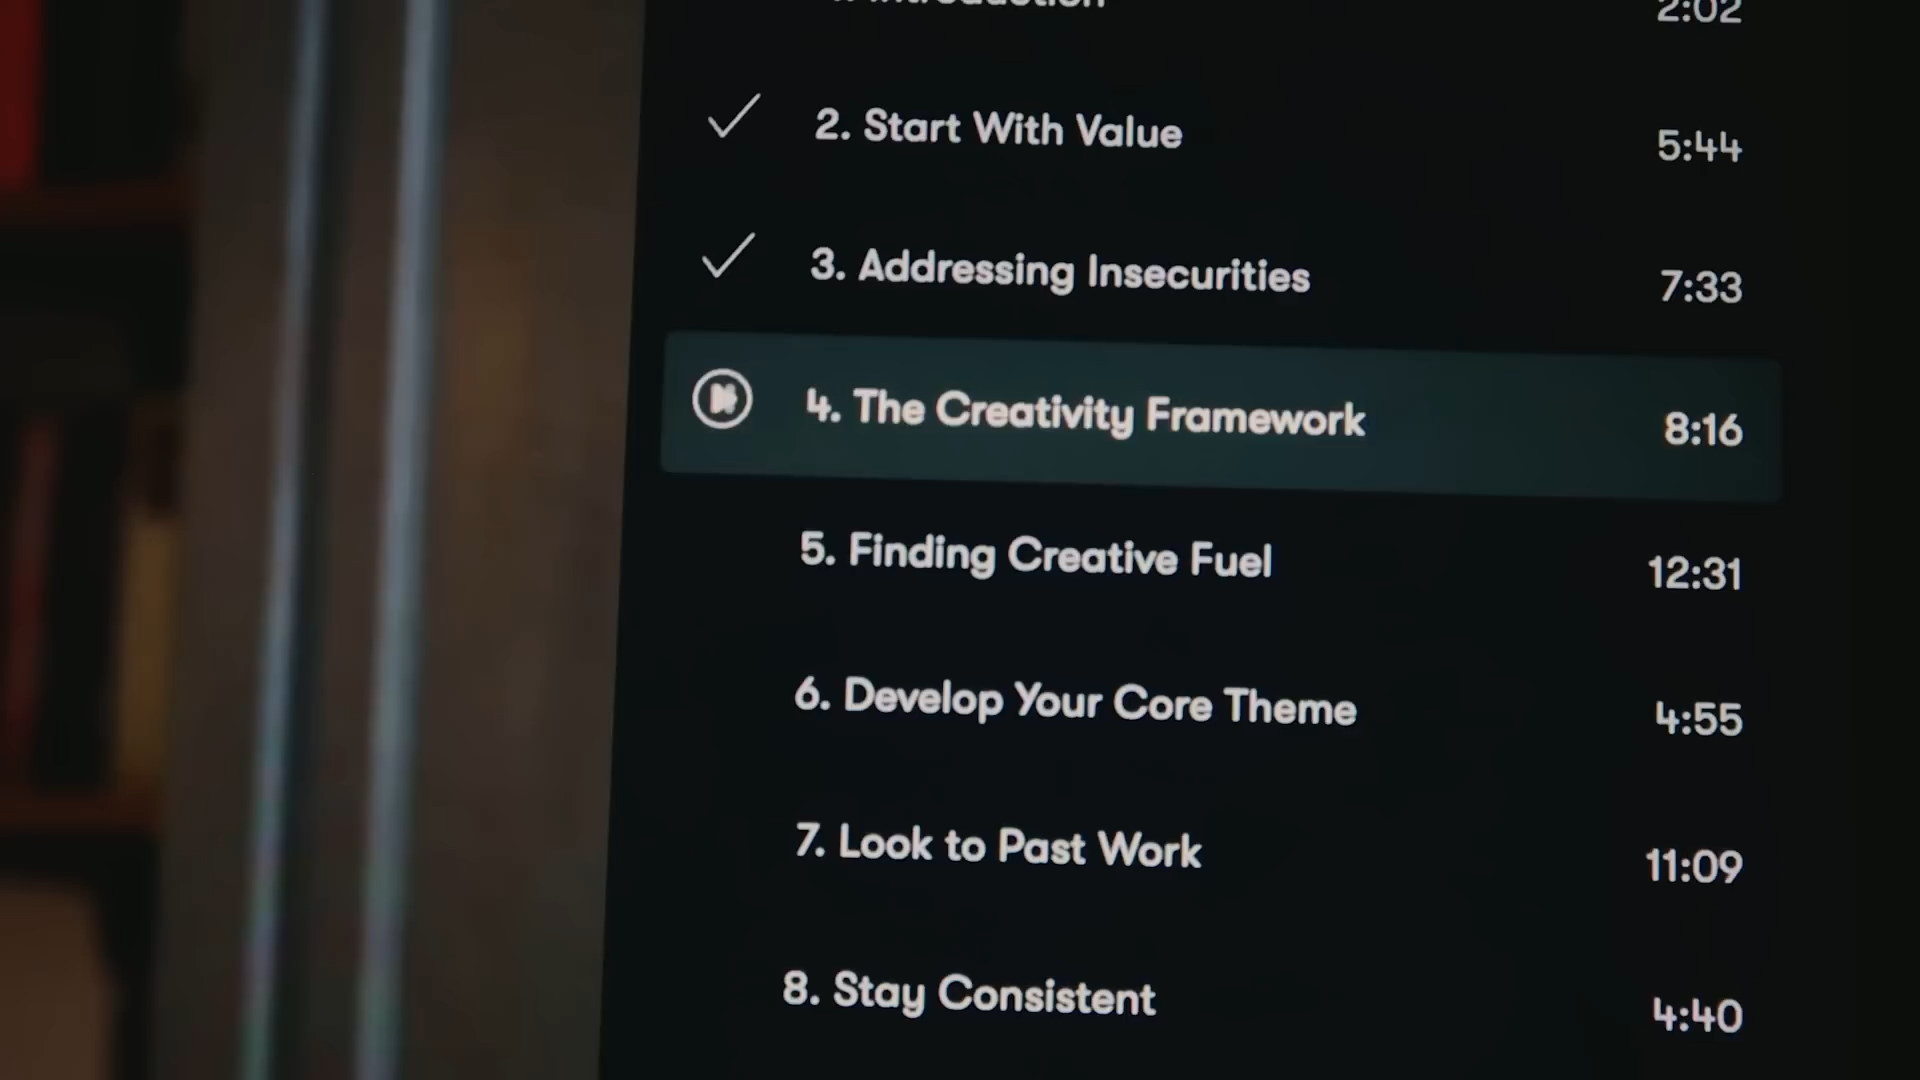 1. Introduction 2:02
2. Start With Value 5:44
3. Addressing Insecurities 7:33
4. The Creativity Framework 8:16
5. Finding Creative Fuel 12:31
6. Develop Your Core Theme 4:55
7. Look to Past Work 11:09
8. Stay Consistent 4:40